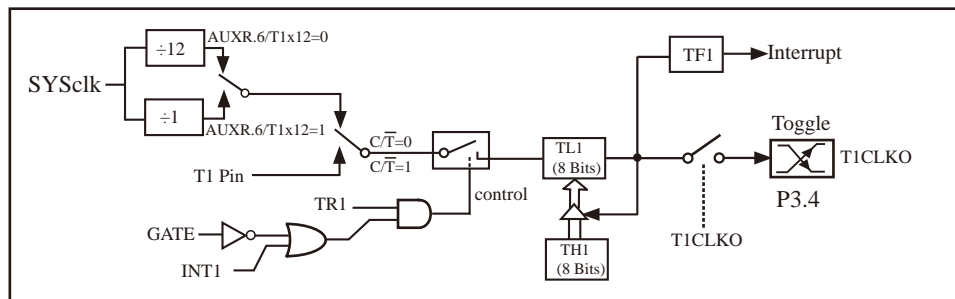 AUXR.6/T1x12=0
÷12
SYSclk
÷1
AUXR.6/T1x12=1
C/T̅=0
C/T̅=1
T1 Pin
TR1
control
GATE
INT1
TL1
(8 Bits)
TH1
(8 Bits)
TF1
Interrupt
Toggle
T1CLKO
P3.4
T1CLKO